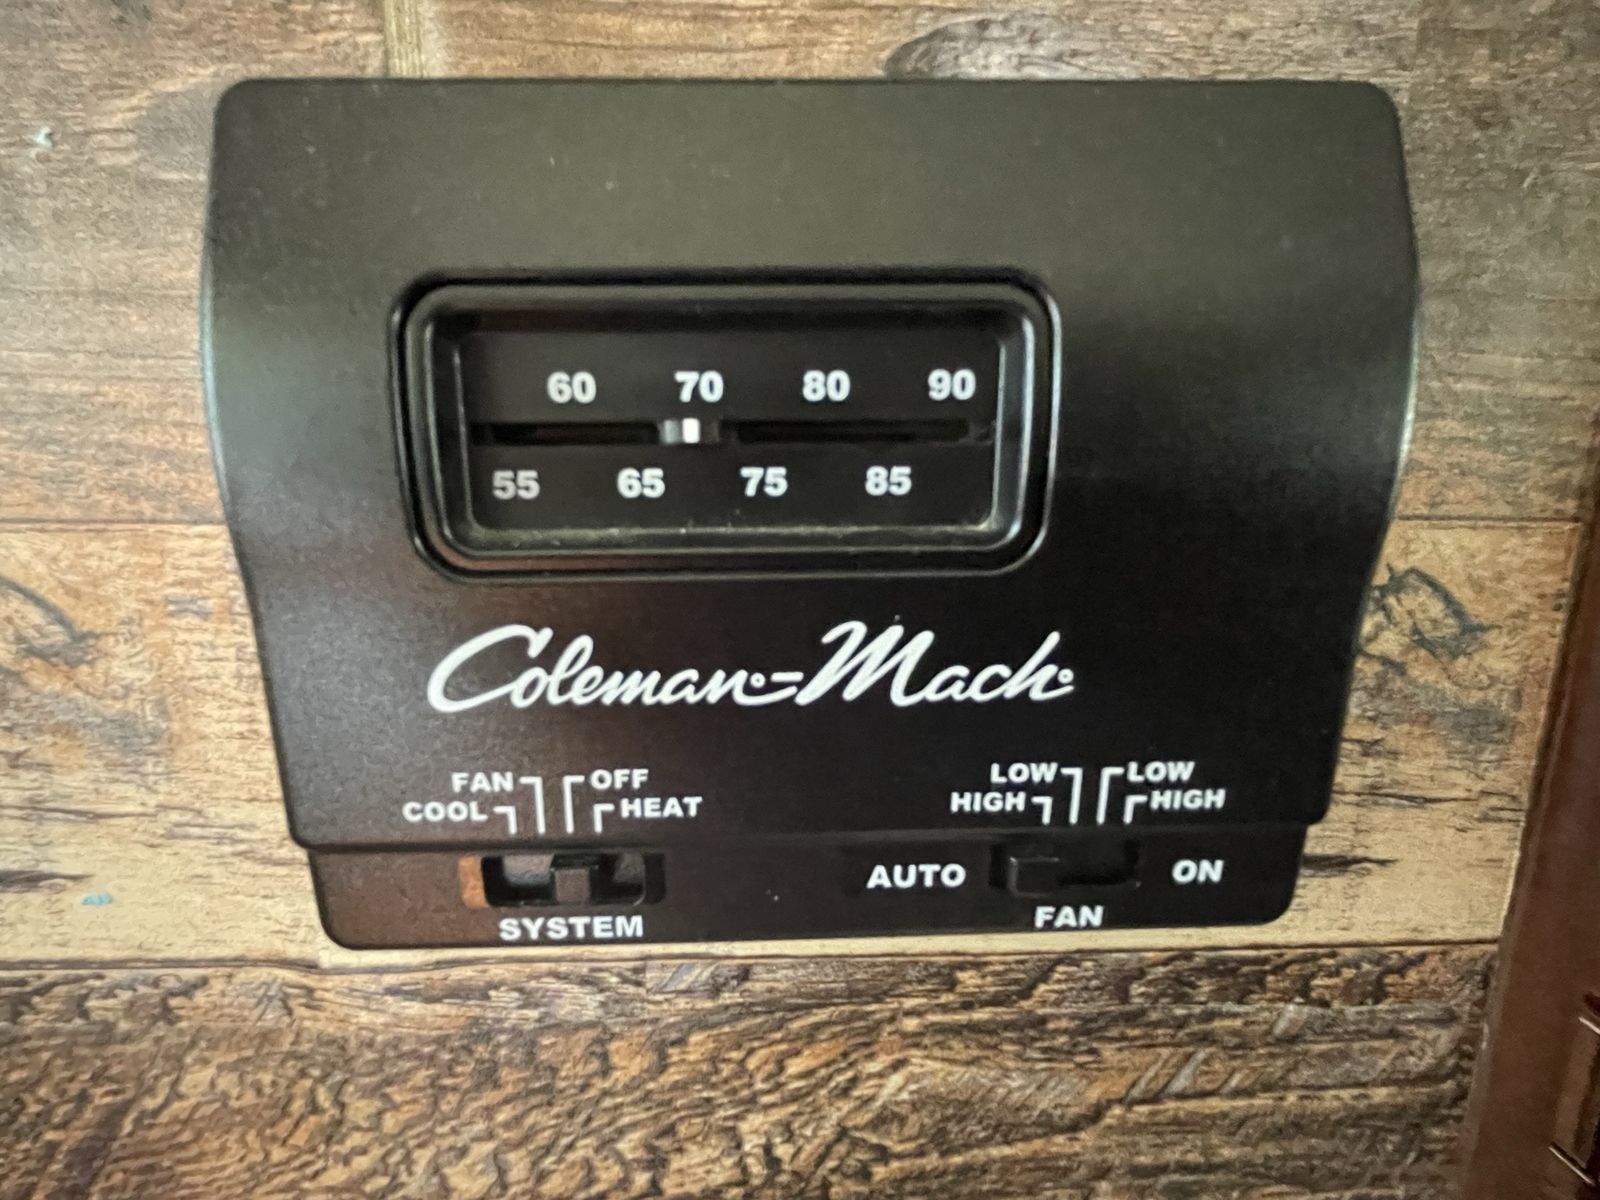 60 70 80 90
55 65 75 85
Coleman-Mach
FAN OFF
COOL HEAT
LOW LOW
HIGH HIGH
AUTO ON
SYSTEM FAN